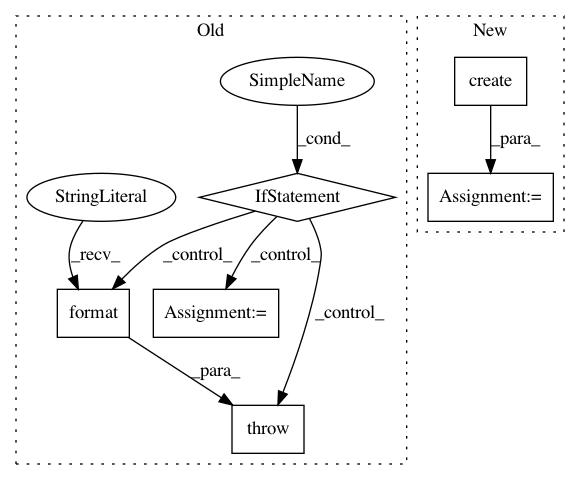 Old
New
SimpleName
create
_cond_
_para_
StringLiteral
IfStatement
Assignment:=
_recv_
_control_
_control_
format
Assignment:=
_control_
_para_
throw